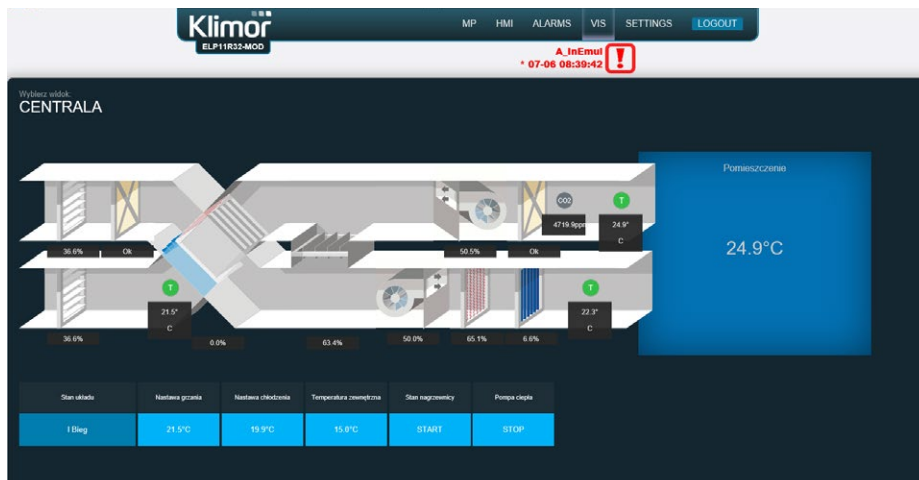 Klimor
MP HMI ALARMS VIS SETTINGS LOGOUT
ELP11R32-MOD
A_InEmul
* 07-06 08:39:42
Wybierz widok:
CENTRALA
Pomieszczenie
CO2
T
4719.9ppm
24.9°
C
36.6%
Ok
50.5%
Ok
24.9°C
T
T
21.5°
C
22.3°
C
36.6%
0.0%
63.4%
50.0%
65.1%
6.6%
Stan układu Nastawa grzania Nastawa chłodzenia Temperatura zewnętrzna Stan nagrzewnicy Pompa ciepła
I Bieg 21.5°C 19.9°C 15.0°C START STOP